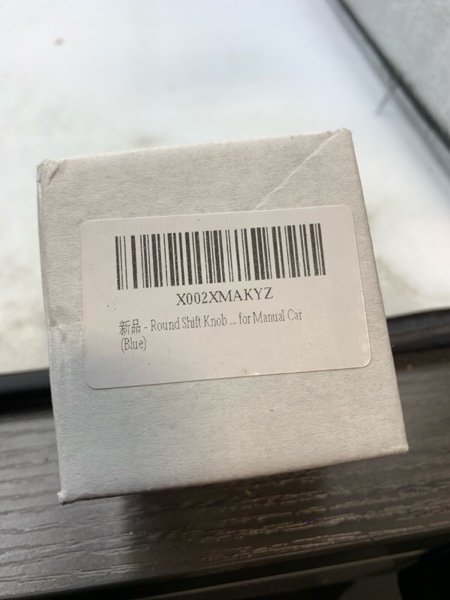 X002XMAKYZ
新品 - Round Shift Knob ... for Manual Car
(Blue)